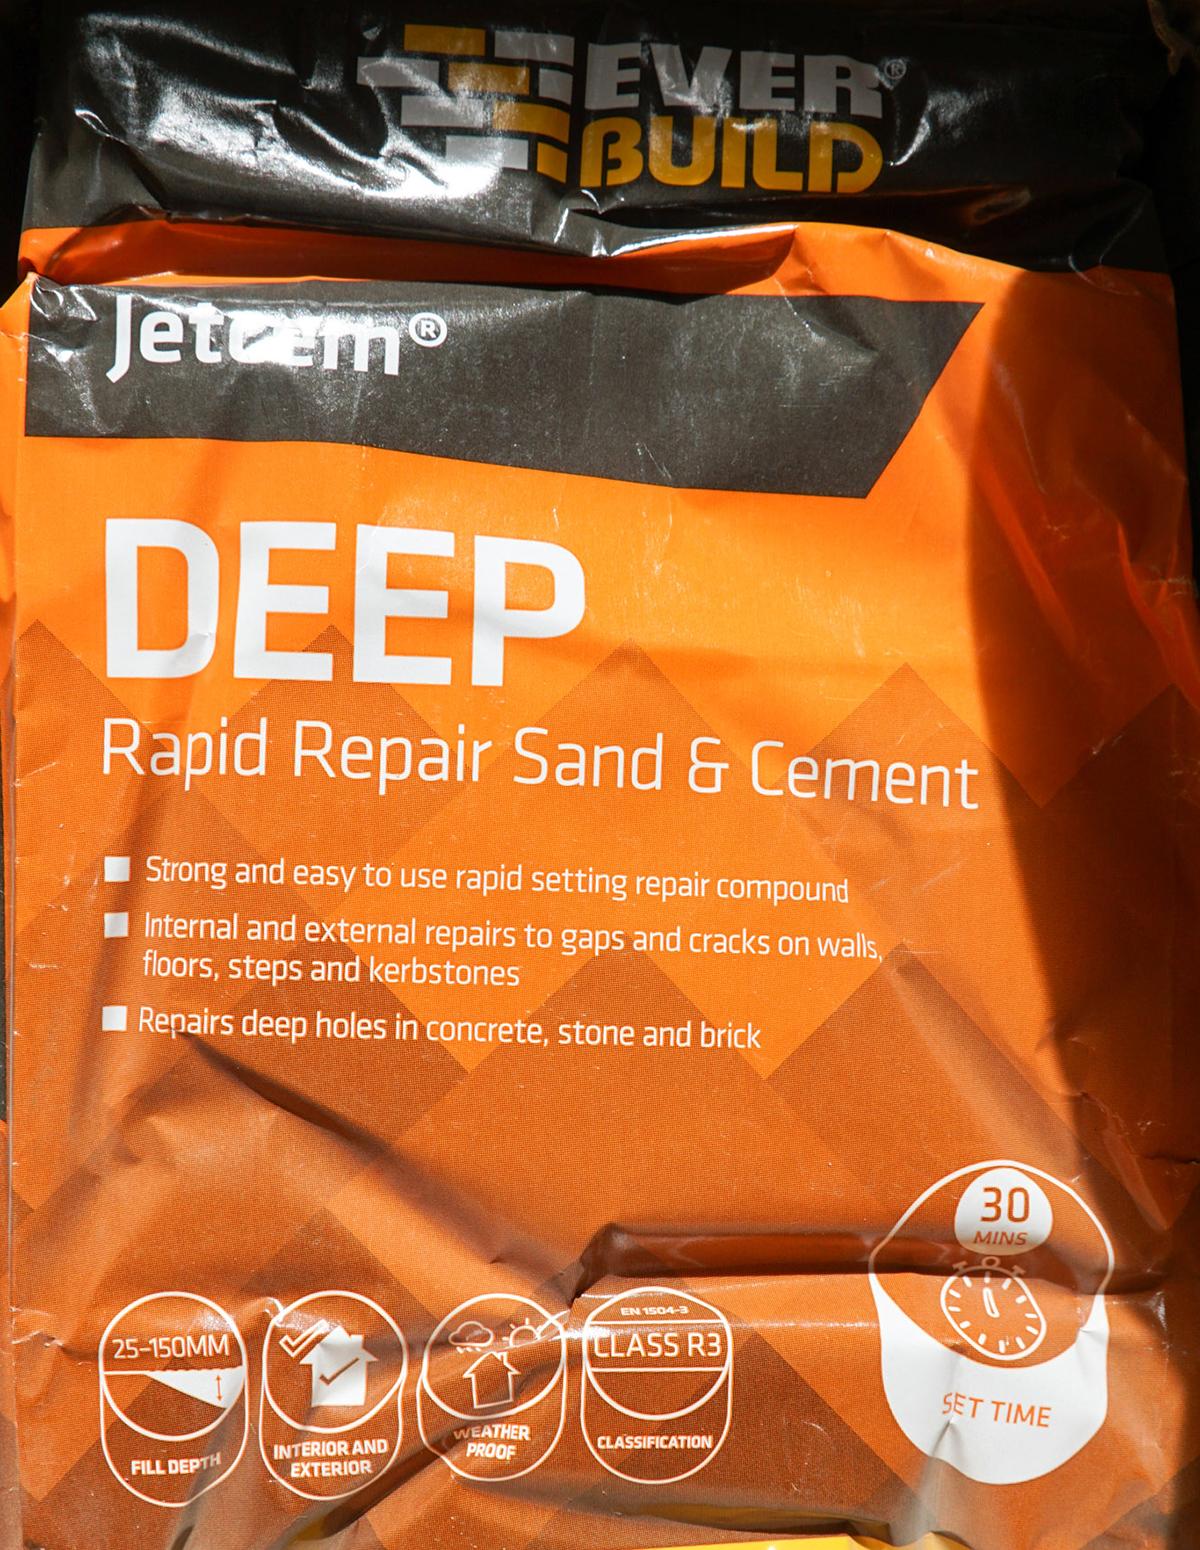 EVER®
BUILD
Jetcem®
DEEP
Rapid Repair Sand & Cement
Strong and easy to use rapid setting repair compound
Internal and external repairs to gaps and cracks on walls,
floors, steps and kerbstones
Repairs deep holes in concrete, stone and brick
30
MINS
SET TIME
25-150MM
FILL DEPTH
INTERIOR AND
EXTERIOR
WEATHER
PROOF
EN 1504-3
CLASS R3
CLASSIFICATION